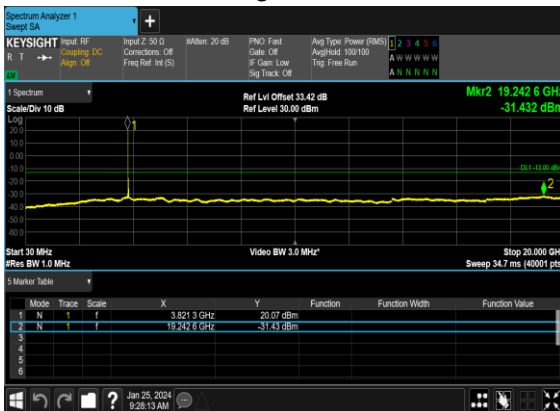 Spectrum Analyzer 1
Swept SA
KEYSIGHT
R T
LV
Input: RF
Coupling: DC
Align: Off
Input Z: 50 Ω
Corrections: Off
Freq Ref: Int (S)
#Atten: 20 dB
PNO: Fast
Gate: Off
IF Gain: Low
Sig Track: Off
Avg Type: Power (RMS)
Avg|Hold: 100/100
Trig: Free Run
1 2 3 4 5 6
A W W W W W
A N N N N N
1 Spectrum
Scale/Div 10 dB
Ref Lvl Offset 33.42 dB
Ref Level 30.00 dBm
Mkr2 19.242 6 GHz
-31.432 dBm
Log
20.0
10.0
0.00
-10.0
-20.0
-30.0
-40.0
-50.0
-60.0
1
DL1 -13.00 dBm
2
Start 30 MHz
#Res BW 1.0 MHz
Video BW 3.0 MHz*
Stop 20.000 GH
Sweep 34.7 ms (40001 pts
5 Marker Table
Mode Trace Scale X Y Function Function Width Function Value
1 N 1 f 3.821 3 GHz 20.07 dBm
2 N 1 f 19.242 6 GHz -31.43 dBm
3
4
5
6
?
Jan 25, 2024
9:28:13 AM